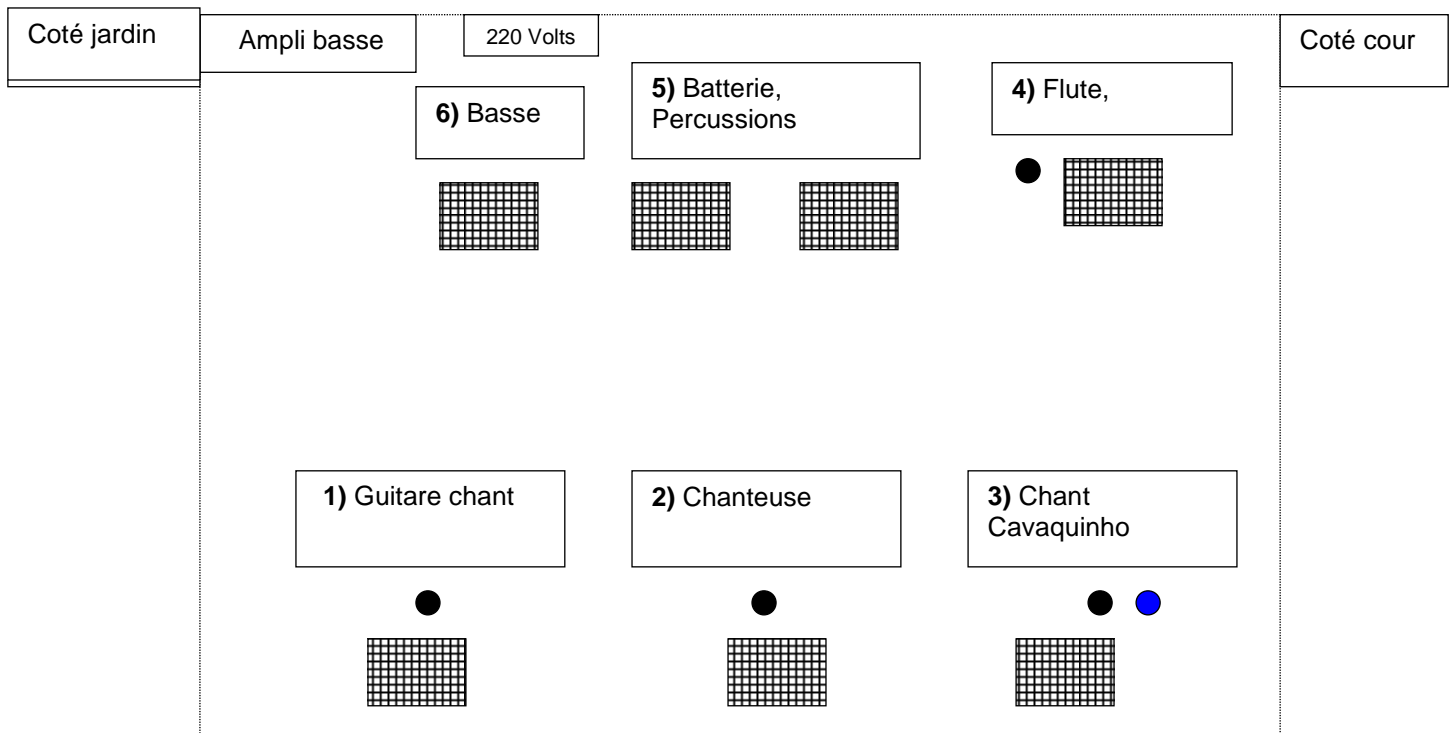 Coté jardin
Ampli basse
220 Volts
Coté cour
6) Basse
5) Batterie,
Percussions
4) Flute,
1) Guitare chant
2) Chanteuse
3) Chant
Cavaquinho